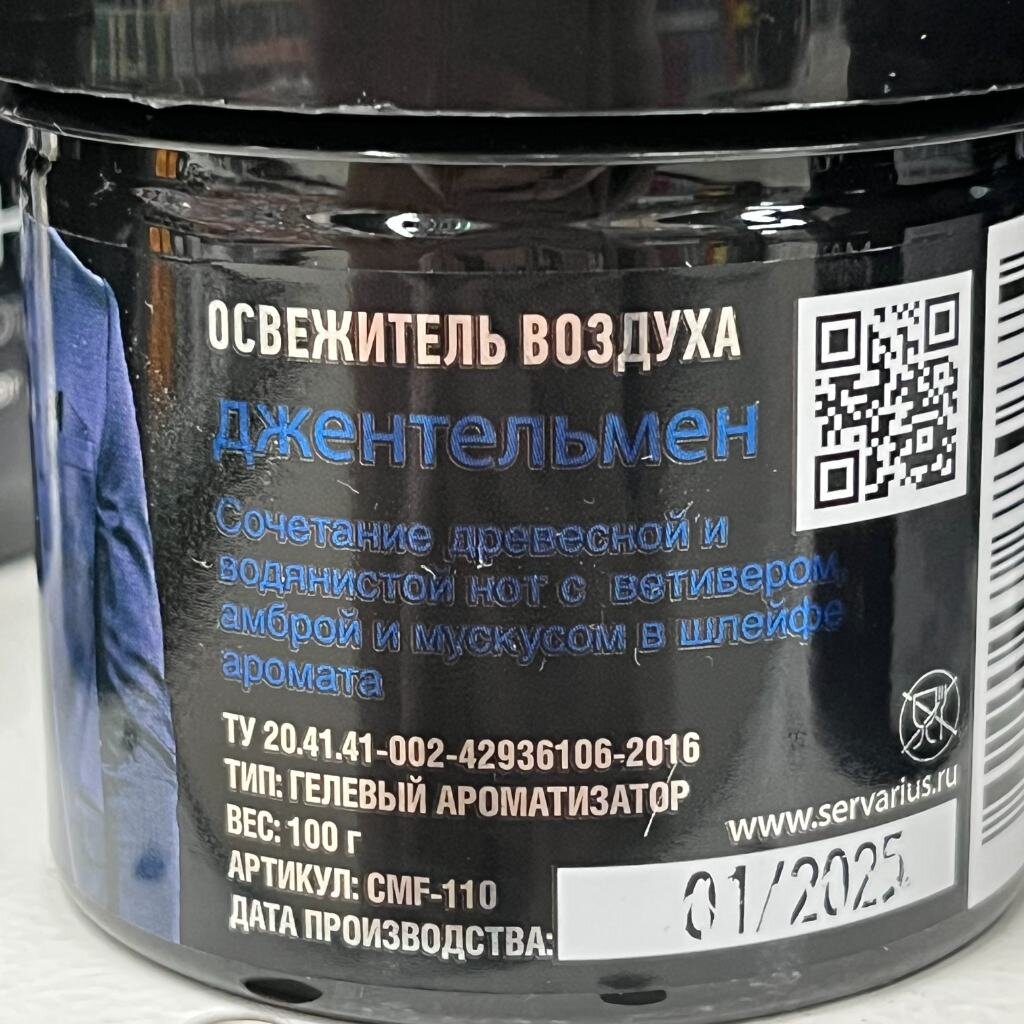 ОСВЕЖИТЕЛЬ ВОЗДУХА
джентельмен
Сочетание древесной и
водянистой нот с ветивером,
амброй и мускусом в шлейфе
аромата
ТУ 20.41.41-002-42936106-2016
ТИП: ГЕЛЕВЫЙ АРОМАТИЗАТОР
ВЕС: 100 г
АРТИКУЛ: CMF-110
ДАТА ПРОИЗВОДСТВА:
www.servarius.ru
01/2025